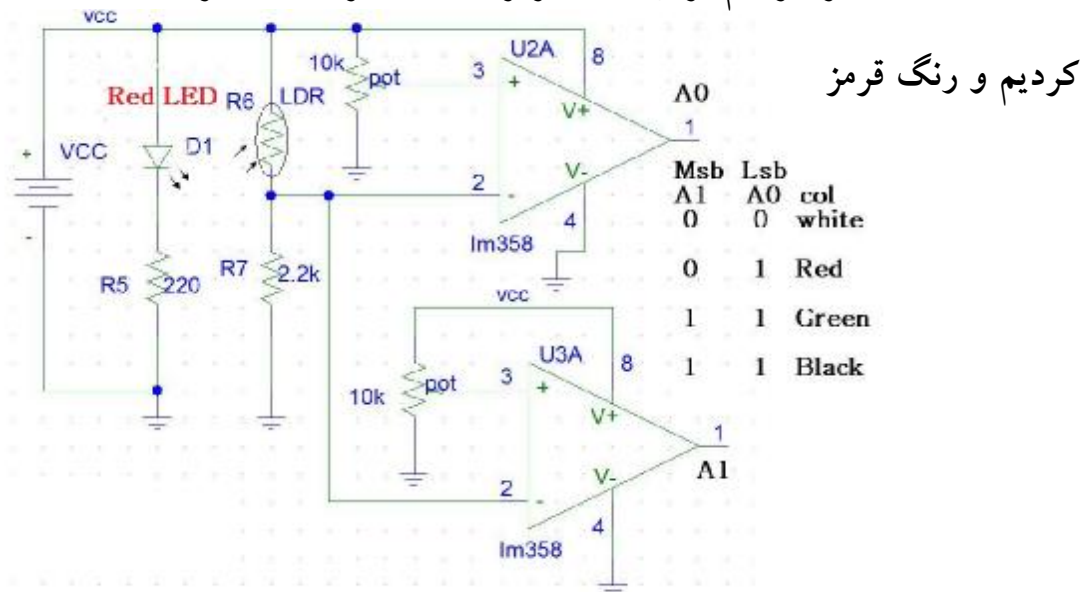 کردیم و رنگ قرمز
vcc
U2A
8
10k
pot
3
+
V+
A0
1
Red LED
R6
LDR
+
VCC
D1
V-
2
-
4
lm358
Msb Lsb
A1 A0 col
0 0 white
0 1 Red
1 1 Green
1 1 Black
-
R5
220
R7
2.2k
vcc
U3A
8
10k
pot
3
+
V+
1
A1
V-
2
-
4
lm358